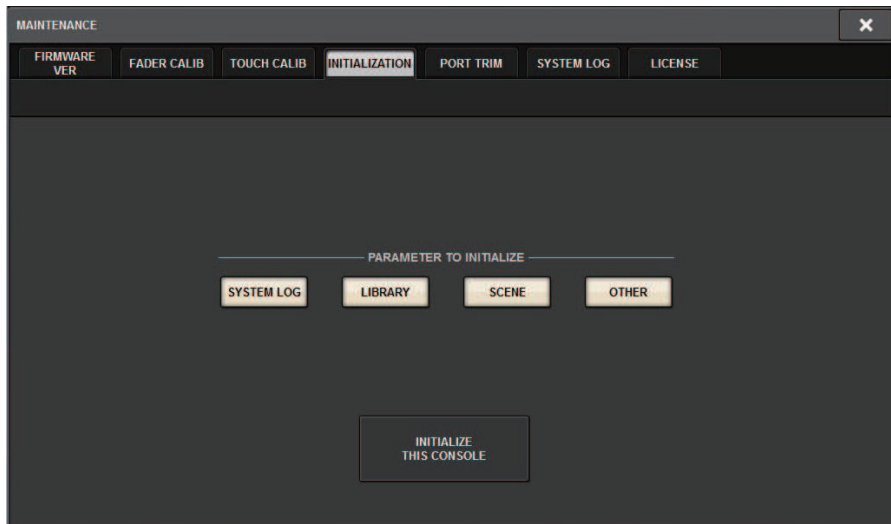 MAINTENANCE
×
FIRMWARE
VER
FADER CALIB
TOUCH CALIB
INITIALIZATION
PORT TRIM
SYSTEM LOG
LICENSE
PARAMETER TO INITIALIZE
SYSTEM LOG
LIBRARY
SCENE
OTHER
INITIALIZE
THIS CONSOLE